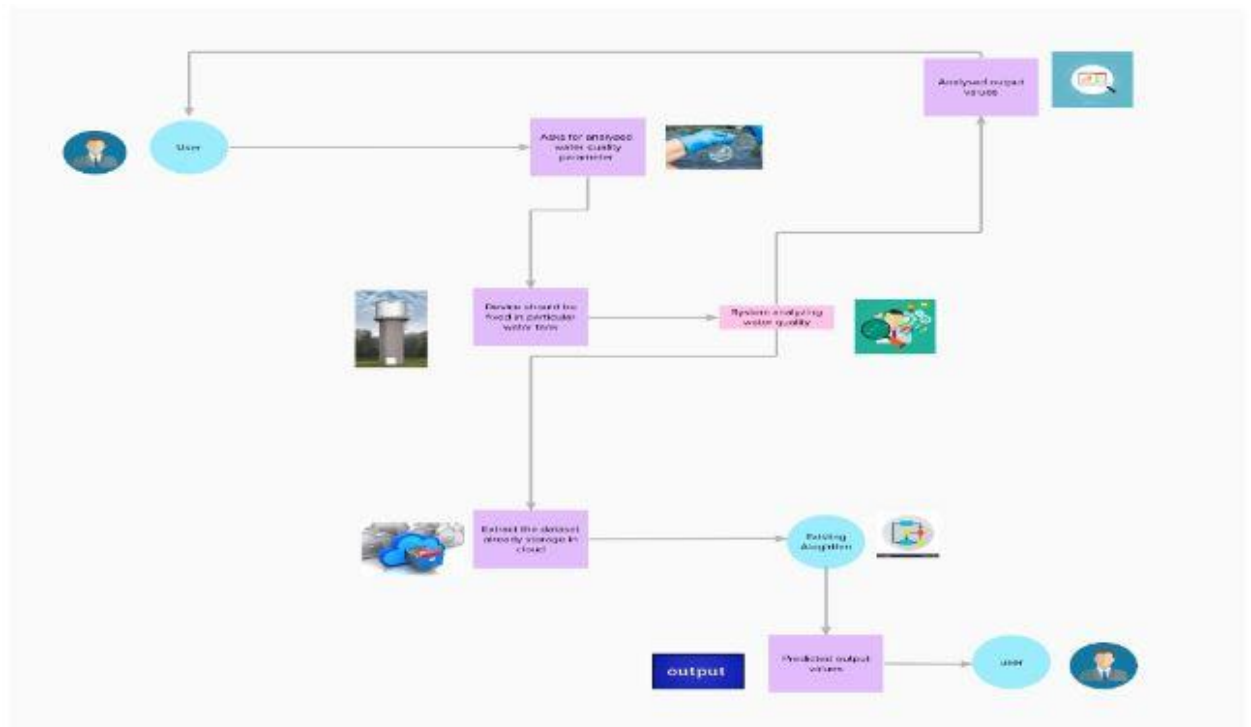 Analysed output
values
User
Asks for analysed
water quality
parameter
Device should be
fixed in particular
water tank
System analyzing
water quality
Extract the dataset
already storage in
cloud
Existing
output
Predicted output
values
user